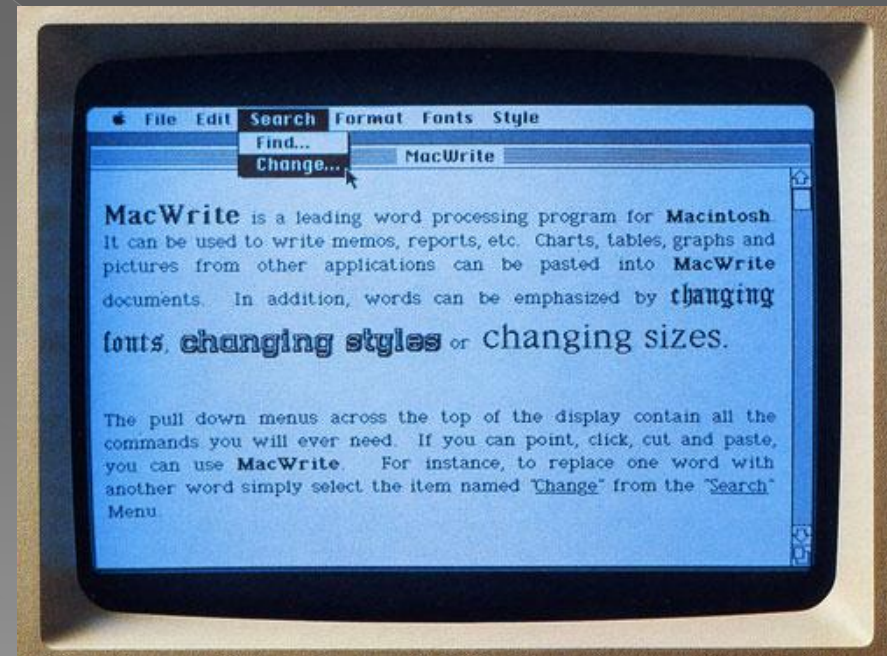 File Edit Search Format Fonts Style
Find...
Change...
MacWrite
MacWrite is a leading word processing program for Macintosh.
It can be used to write memos, reports, etc. Charts, tables, graphs and
pictures from other applications can be pasted into MacWrite
documents. In addition, words can be emphasized by changing
fonts, changing styles or changing sizes.
The pull down menus across the top of the display contain all the
commands you will ever need. If you can point, click, cut and paste,
you can use MacWrite. For instance, to replace one word with
another word simply select the item named "Change" from the "Search"
Menu.